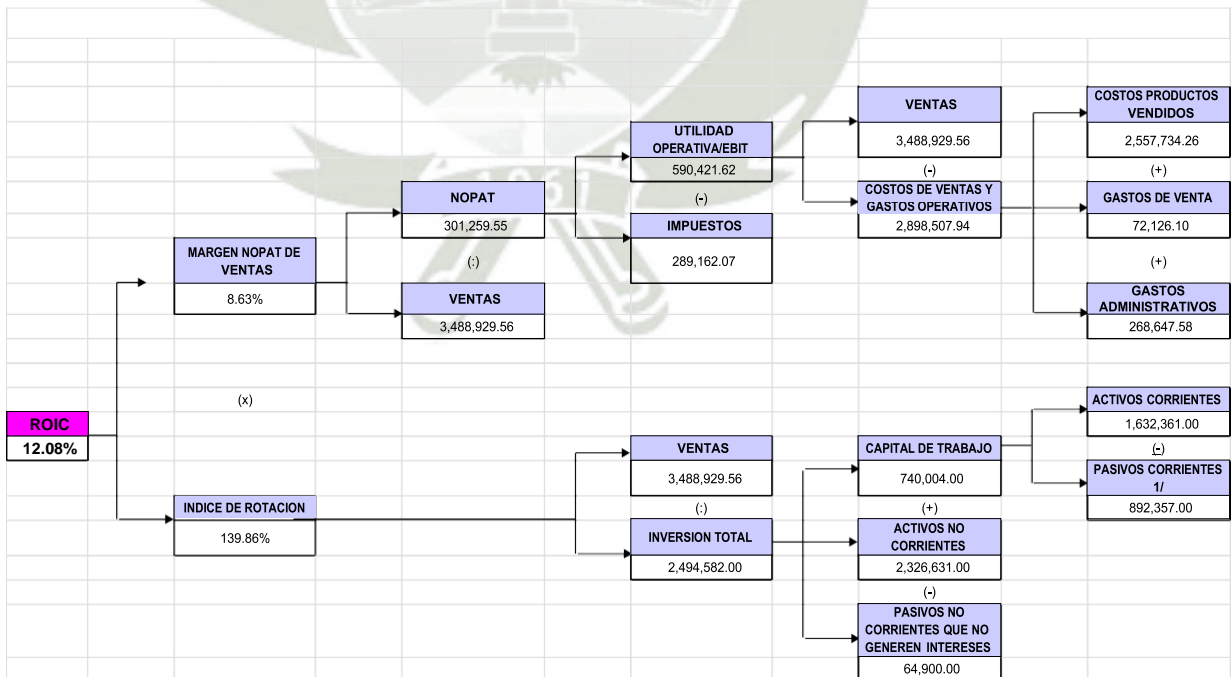 COSTOS PRODUCTOS
VENDIDOS
2,557,734.26
(+)
VENTAS
3,488,929.56
(-)
UTILIDAD
OPERATIVA/EBIT
590,421.62
(-)
COSTOS DE VENTAS Y
GASTOS OPERATIVOS
2,898,507.94
GASTOS DE VENTA
72,126.10
(+)
NOPAT
301,259.55
(:)
IMPUESTOS
289,162.07
1961
MARGEN NOPAT DE
VENTAS
8.63%
VENTAS
3,488,929.56
GASTOS
ADMINISTRATIVOS
268,647.58
(x)
ROIC
12.08%
ACTIVOS CORRIENTES
1,632,361.00
(-)
VENTAS
3,488,929.56
(:)
CAPITAL DE TRABAJO
740,004.00
(+)
PASIVOS CORRIENTES
1/
892,357.00
INDICE DE ROTACION
139.86%
INVERSION TOTAL
2,494,582.00
ACTIVOS NO
CORRIENTES
2,326,631.00
(-)
PASIVOS NO
CORRIENTES QUE NO
GENEREN INTERESES
64,900.00